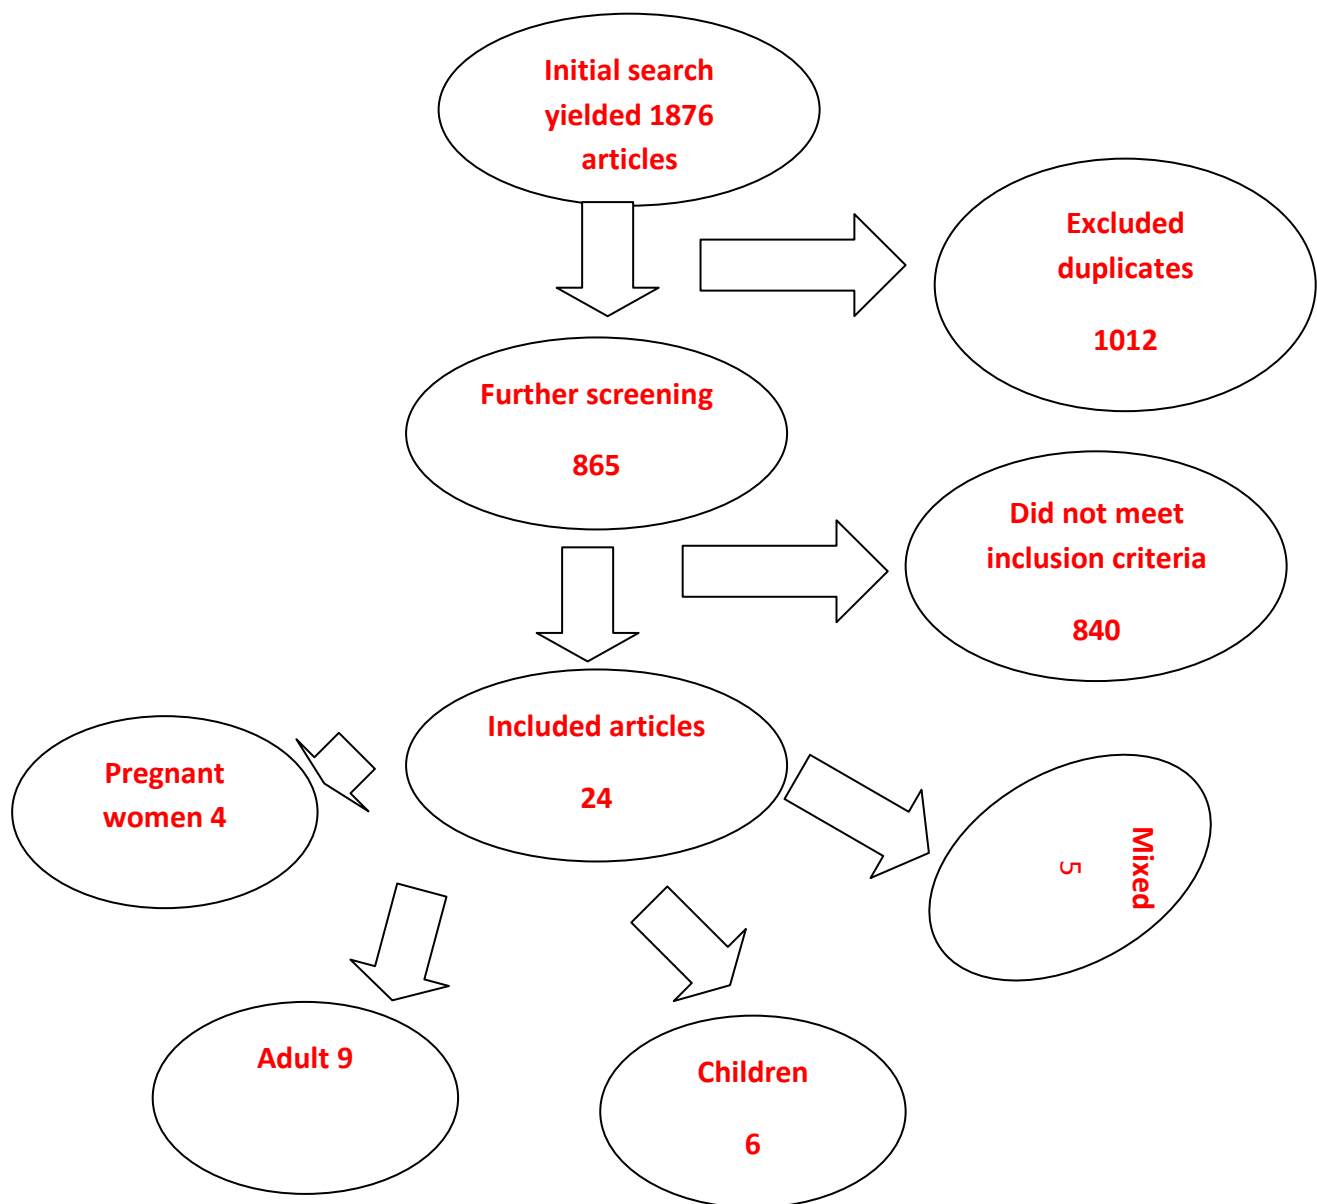 Initial search
yielded 1876
articles
Excluded
duplicates
1012
Further screening
865
Did not meet
inclusion criteria
840
Included articles
24
Pregnant
women 4
Mixed
5
Adult 9
Children
6